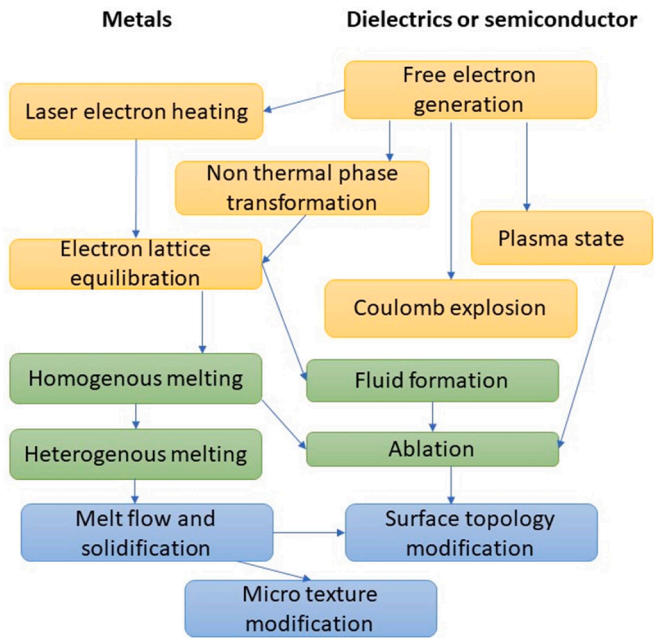 Metals
Dielectrics or semiconductor
Free electron
generation
Laser electron heating
Non thermal phase
transformation
Plasma state
Electron lattice
equilibration
Coulomb explosion
Homogenous melting
Fluid formation
Heterogenous melting
Ablation
Melt flow and
solidification
Surface topology
modification
Micro texture
modification